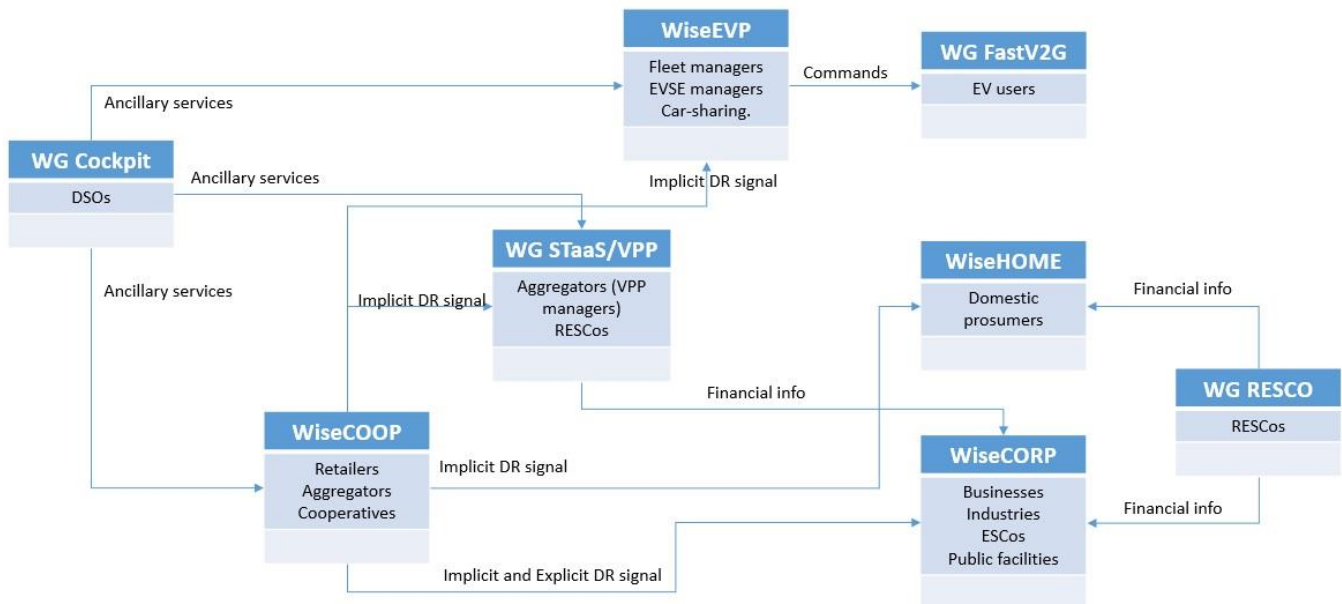 WiseEVP
Fleet managers
EVSE managers
Car-sharing.
Commands
WG FastV2G
EV users
Ancillary services
WG Cockpit
DSOs
Ancillary services
Implicit DR signal
WG STaaS/VPP
Aggregators (VPP
managers)
RESCos
WiseHOME
Domestic
prosumers
Financial info
Ancillary services
Implicit DR signal
Financial info
WG RESCO
RESCos
WiseCOOP
Retailers
Aggregators
Cooperatives
Implicit DR signal
WiseCORP
Businesses
Industries
ESCos
Public facilities
Financial info
Implicit and Explicit DR signal